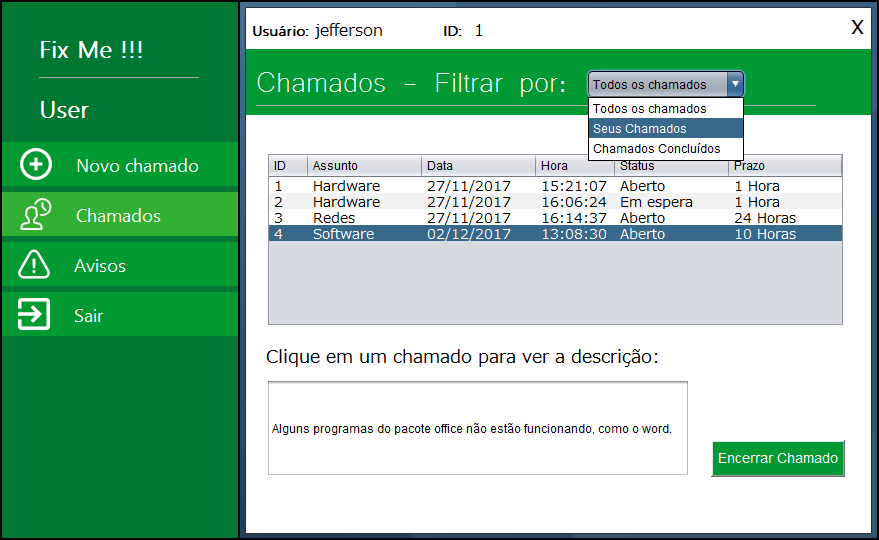 Fix Me !!!
User
Novo chamado
Chamados
Avisos
Sair
Usuário: jefferson ID: 1 X
Chamados - Filtrar por: Todos os chamados
Todos os chamados
Seus Chamados
Chamados Concluídos
ID Assunto Data Hora Status Prazo
1 Hardware 27/11/2017 15:21:07 Aberto 1 Hora
2 Hardware 27/11/2017 16:06:24 Em espera 1 Hora
3 Redes 27/11/2017 16:14:37 Aberto 24 Horas
4 Software 02/12/2017 13:08:30 Aberto 10 Horas
Clique em um chamado para ver a descrição:
Alguns programas do pacote office não estão funcionando, como o word.
Encerrar Chamado